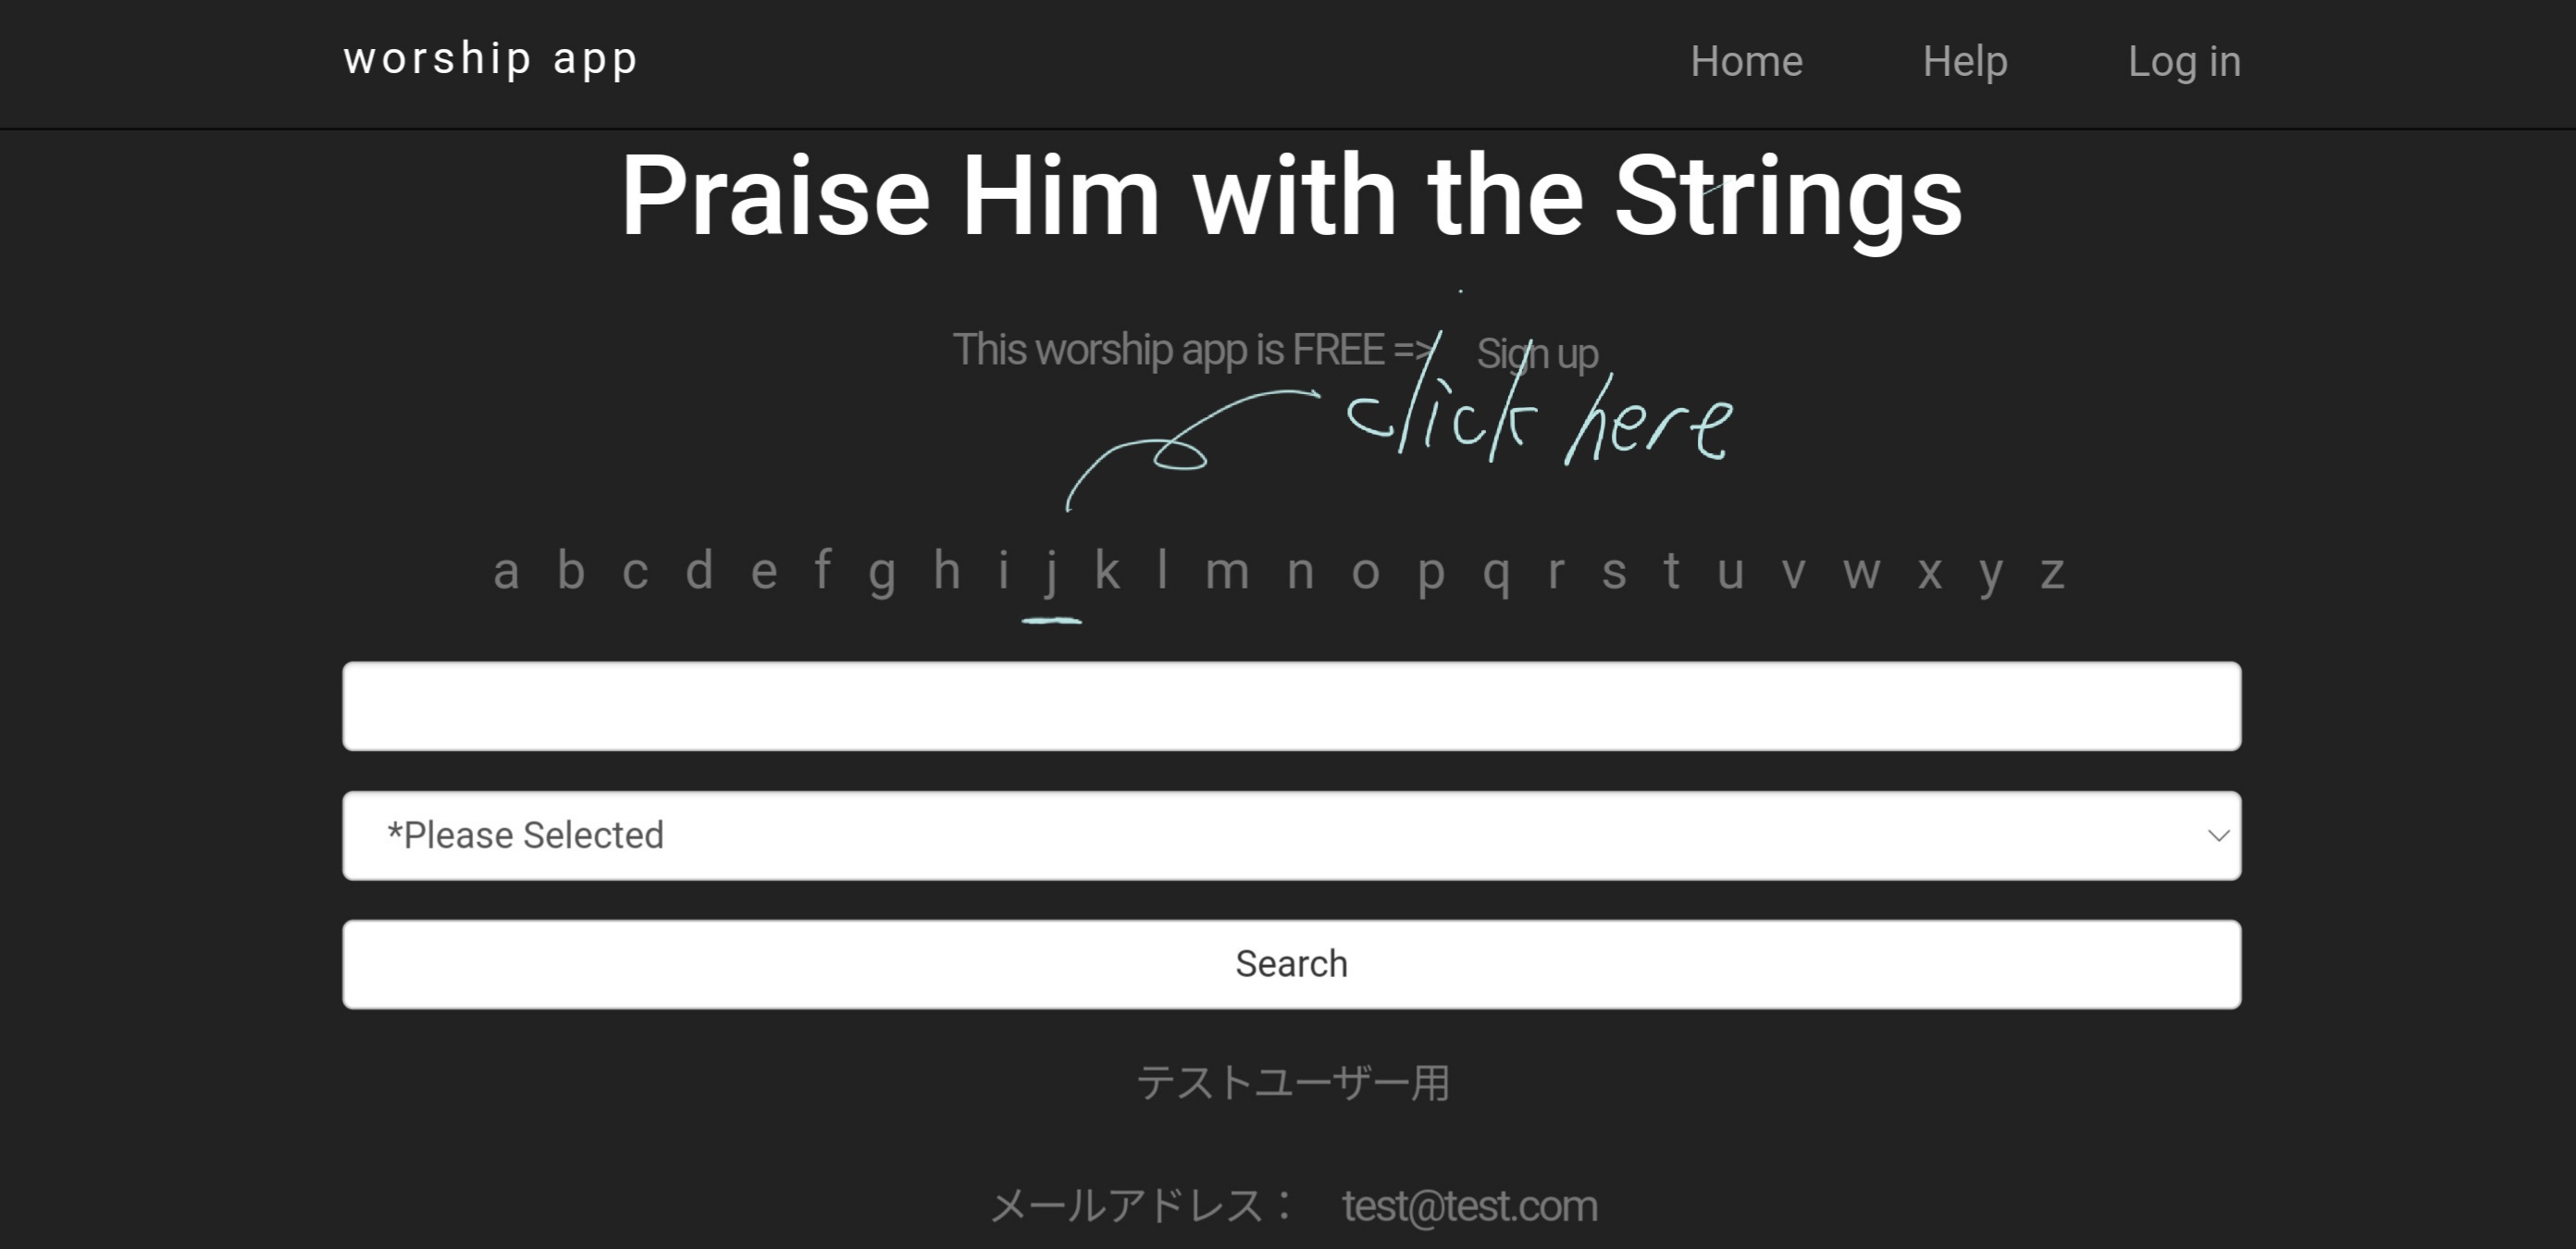 worship app Home Help Log in
Praise Him with the Strings
This worship app is FREE => Sign up
click here
a b c d e f g h i j k l m n o p q r s t u v w x y z
*Please Selected
Search
テストユーザー用
メールアドレス： test@test.com